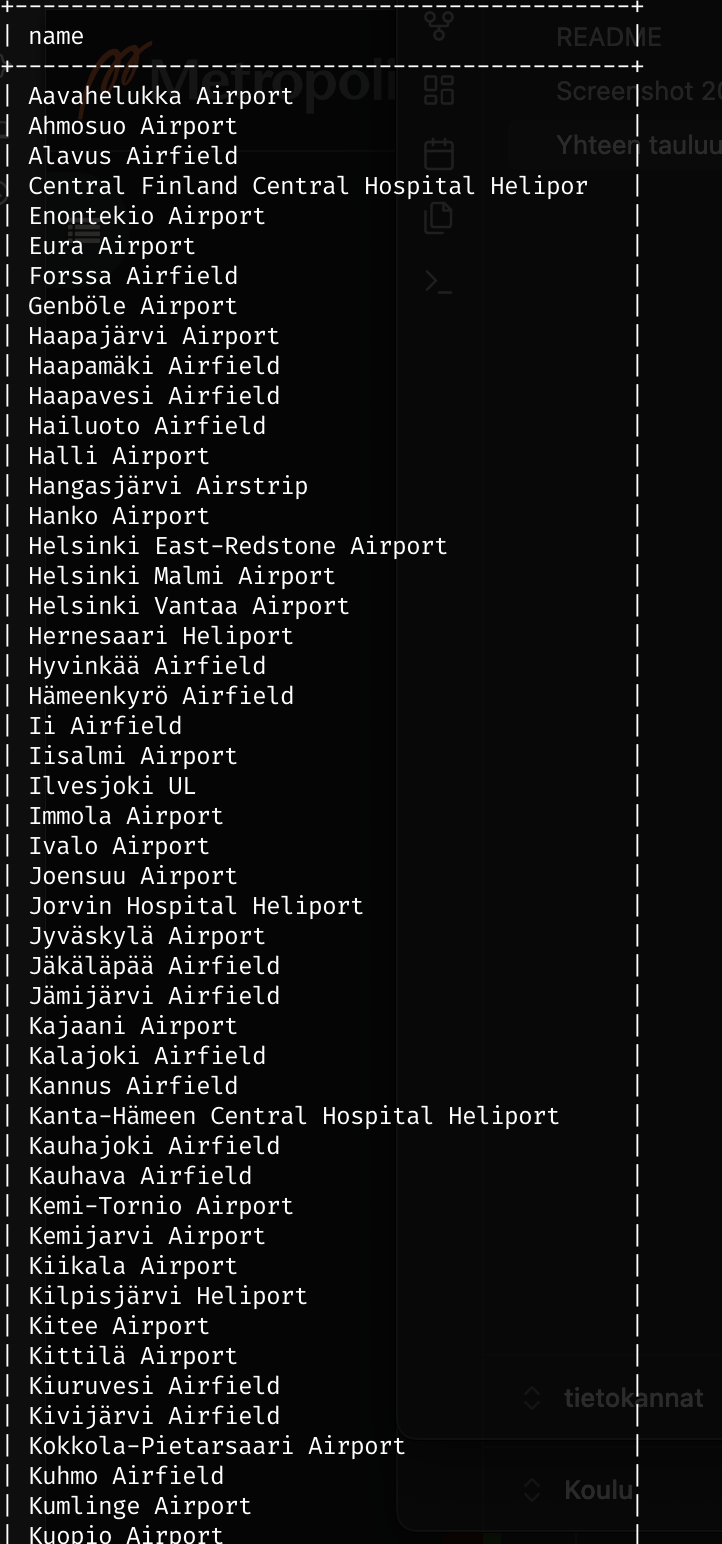 +---------------------------------------------+
| name |
+---------------------------------------------+
| Aavahelukka Airport |
| Ahmosuo Airport |
| Alavus Airfield |
| Central Finland Central Hospital Helipor |
| Enontekio Airport |
| Eura Airport |
| Forssa Airfield |
| Genböle Airport |
| Haapajärvi Airport |
| Haapamäki Airfield |
| Haapavesi Airfield |
| Hailuoto Airfield |
| Halli Airport |
| Hangasjärvi Airstrip |
| Hanko Airport |
| Helsinki East-Redstone Airport |
| Helsinki Malmi Airport |
| Helsinki Vantaa Airport |
| Hernesaari Heliport |
| Hyvinkää Airfield |
| Hämeenkyrö Airfield |
| Ii Airfield |
| Iisalmi Airport |
| Ilvesjoki UL |
| Immola Airport |
| Ivalo Airport |
| Joensuu Airport |
| Jorvin Hospital Heliport |
| Jyväskylä Airport |
| Jäkäläpää Airfield |
| Jämijärvi Airfield |
| Kajaani Airport |
| Kalajoki Airfield |
| Kannus Airfield |
| Kanta-Hämeen Central Hospital Heliport |
| Kauhajoki Airfield |
| Kauhava Airfield |
| Kemi-Tornio Airport |
| Kemijarvi Airport |
| Kiikala Airport |
| Kilpisjärvi Heliport |
| Kitee Airport |
| Kittilä Airport |
| Kiuruvesi Airfield |
| Kivijärvi Airfield |
| Kokkola-Pietarsaari Airport |
| Kuhmo Airfield |
| Kumlinge Airport |
| Kuopio Airport |
Metropoli
README
Screenshot 20
Yhteen tauluu
tietokannat
Koulu